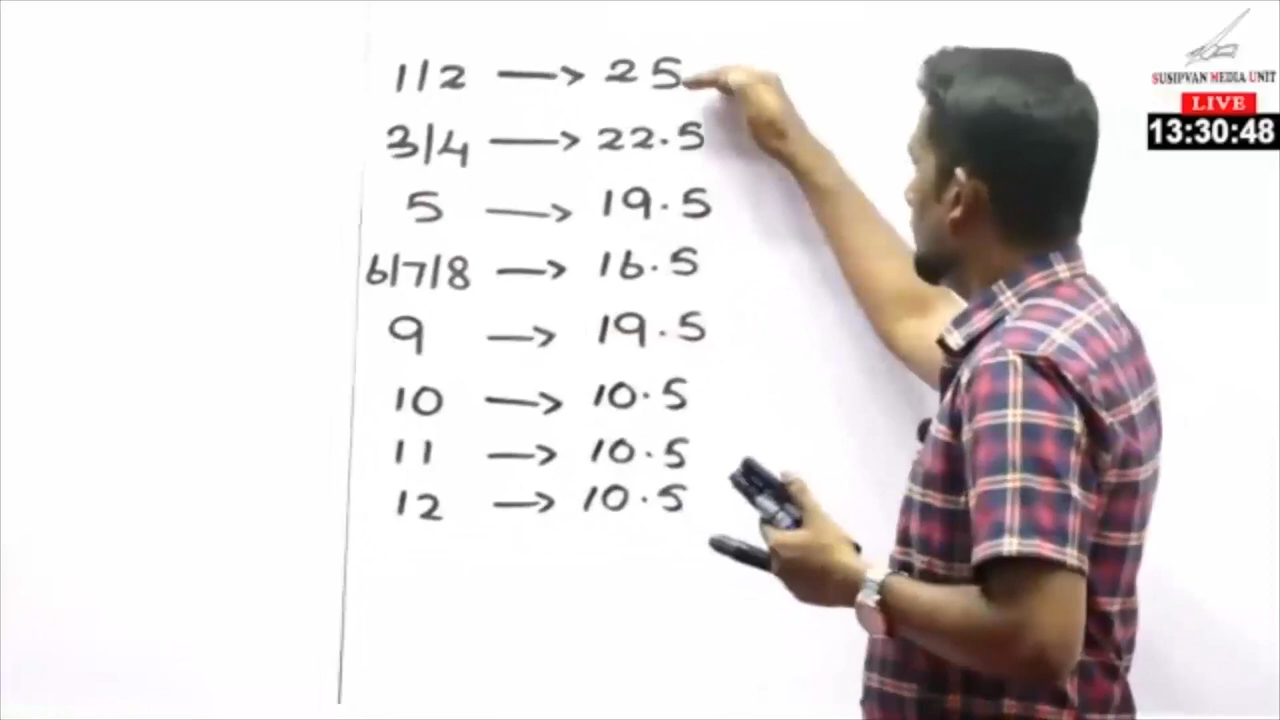 1/2 → 25
3/4 → 22.5
5 → 19.5
6/7/8 → 16.5
9 → 19.5
10 → 10.5
11 → 10.5
12 → 10.5
SUSIPVAN MEDIA UNIT
LIVE
13:30:48